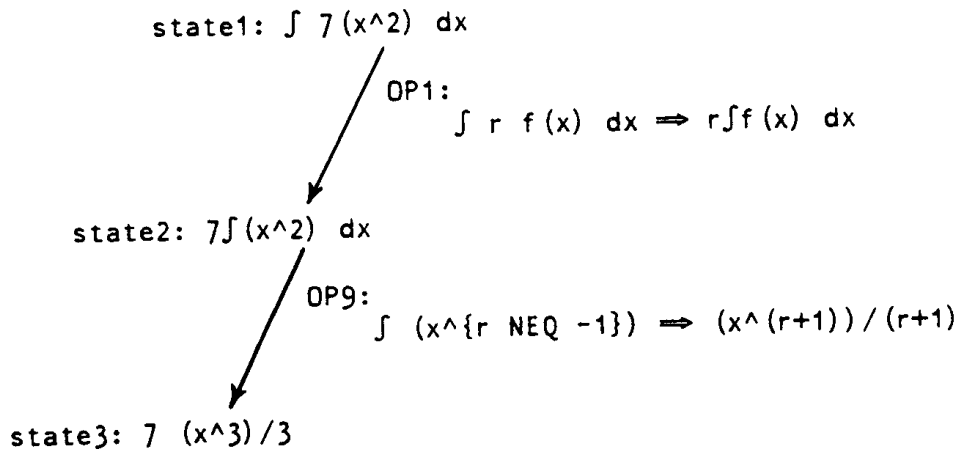 state1: ∫ 7(x^2) dx
OP1:
∫ r f(x) dx ⇒ r∫f(x) dx
state2: 7∫(x^2) dx
OP9:
∫ (x^{r NEQ -1}) ⇒ (x^(r+1))/(r+1)
state3: 7 (x^3)/3